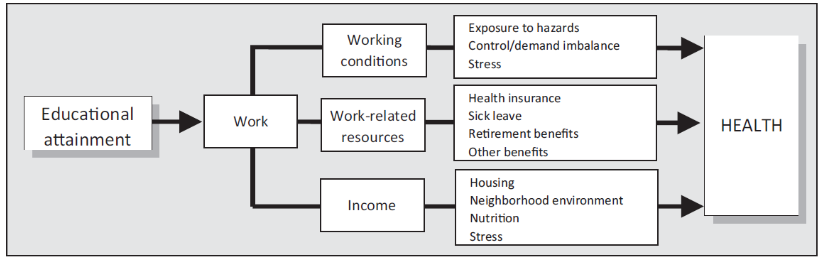 Educational
attainment
Work
Working
conditions
Exposure to hazards
Control/demand imbalance
Stress
Work-related
resources
Health insurance
Sick leave
Retirement benefits
Other benefits
Income
Housing
Neighborhood environment
Nutrition
Stress
HEALTH